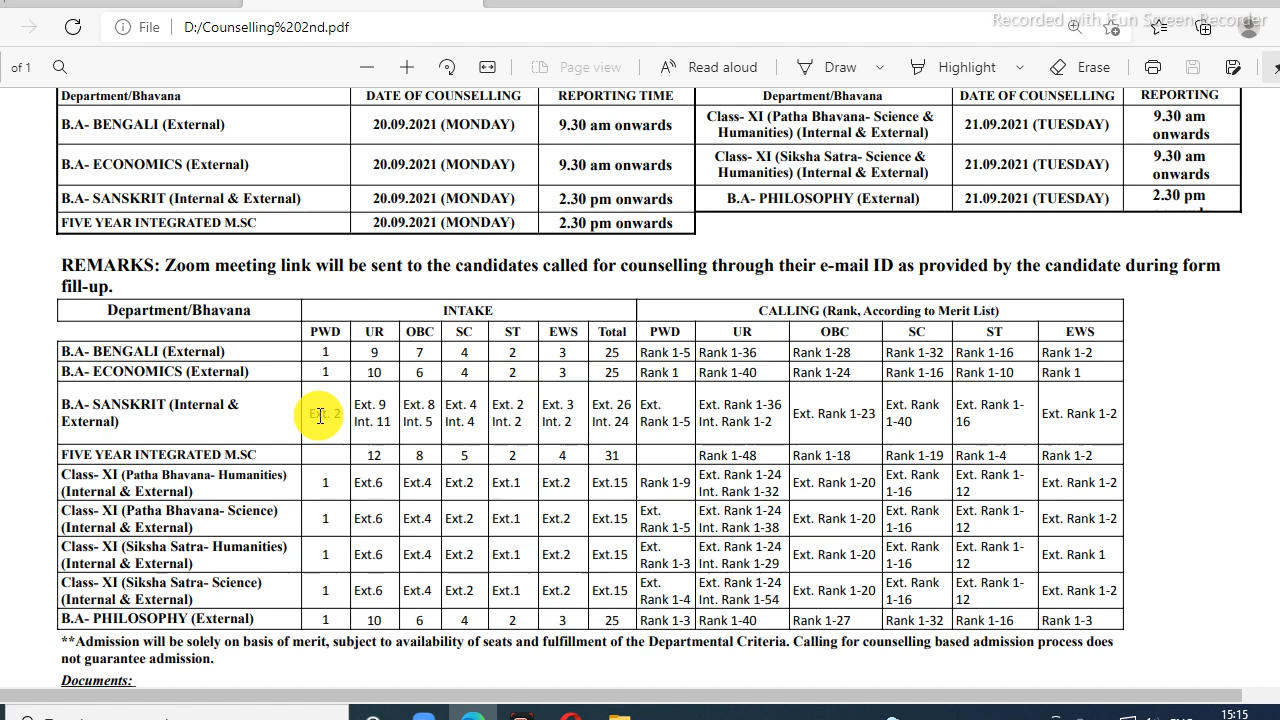 Recorded with iFun Screen Recorder
File D:/Counselling%202nd.pdf
of 1 Page view Read aloud Draw Highlight Erase
Department/Bhavana DATE OF COUNSELLING REPORTING TIME Department/Bhavana DATE OF COUNSELLING REPORTING
B.A- BENGALI (External) 20.09.2021 (MONDAY) 9.30 am onwards Class- XI (Patha Bhavana- Science & Humanities) (Internal & External) 21.09.2021 (TUESDAY) 9.30 am onwards
B.A- ECONOMICS (External) 20.09.2021 (MONDAY) 9.30 am onwards Class- XI (Siksha Satra- Science & Humanities) (Internal & External) 21.09.2021 (TUESDAY) 9.30 am onwards
B.A- SANSKRIT (Internal & External) 20.09.2021 (MONDAY) 2.30 pm onwards B.A- PHILOSOPHY (External) 21.09.2021 (TUESDAY) 2.30 pm
FIVE YEAR INTEGRATED M.SC 20.09.2021 (MONDAY) 2.30 pm onwards
REMARKS: Zoom meeting link will be sent to the candidates called for counselling through their e-mail ID as provided by the candidate during form
fill-up.
Department/Bhavana INTAKE CALLING (Rank, According to Merit List)
PWD UR OBC SC ST EWS Total PWD UR OBC SC ST EWS
B.A- BENGALI (External) 1 9 7 4 2 3 25 Rank 1-5 Rank 1-36 Rank 1-28 Rank 1-32 Rank 1-16 Rank 1-2
B.A- ECONOMICS (External) 1 10 6 4 2 3 25 Rank 1 Rank 1-40 Rank 1-24 Rank 1-16 Rank 1-10 Rank 1
B.A- SANSKRIT (Internal & External) Ext. 2 Ext. 9 Int. 11 Ext. 8 Int. 5 Ext. 4 Int. 4 Ext. 2 Int. 2 Ext. 3 Int. 2 Ext. 26 Int. 24 Ext. Rank 1-5 Ext. Rank 1-36 Int. Rank 1-2 Ext. Rank 1-23 Ext. Rank 1-40 Ext. Rank 1-16 Ext. Rank 1-2
FIVE YEAR INTEGRATED M.SC 12 8 5 2 4 31 Rank 1-48 Rank 1-18 Rank 1-19 Rank 1-4 Rank 1-2
Class- XI (Patha Bhavana- Humanities) (Internal & External) 1 Ext.6 Ext.4 Ext.2 Ext.1 Ext.2 Ext.15 Rank 1-9 Ext. Rank 1-24 Int. Rank 1-32 Ext. Rank 1-20 Ext. Rank 1-16 Ext. Rank 1-12 Ext. Rank 1-2
Class- XI (Patha Bhavana- Science) (Internal & External) 1 Ext.6 Ext.4 Ext.2 Ext.1 Ext.2 Ext.15 Ext. Rank 1-5 Ext. Rank 1-24 Int. Rank 1-38 Ext. Rank 1-20 Ext. Rank 1-16 Ext. Rank 1-12 Ext. Rank 1-2
Class- XI (Siksha Satra- Humanities) (Internal & External) 1 Ext.6 Ext.4 Ext.2 Ext.1 Ext.2 Ext.15 Ext. Rank 1-3 Ext. Rank 1-24 Int. Rank 1-29 Ext. Rank 1-20 Ext. Rank 1-16 Ext. Rank 1-12 Ext. Rank 1
Class- XI (Siksha Satra- Science) (Internal & External) 1 Ext.6 Ext.4 Ext.2 Ext.1 Ext.2 Ext.15 Ext. Rank 1-4 Ext. Rank 1-24 Int. Rank 1-54 Ext. Rank 1-20 Ext. Rank 1-16 Ext. Rank 1-12 Ext. Rank 1-2
B.A- PHILOSOPHY (External) 1 10 6 4 2 3 25 Rank 1-3 Rank 1-40 Rank 1-27 Rank 1-32 Rank 1-16 Rank 1-3
**Admission will be solely on basis of merit, subject to availability of seats and fulfillment of the Departmental Criteria. Calling for counselling based admission process does
not guarantee admission.
Documents:
15:15